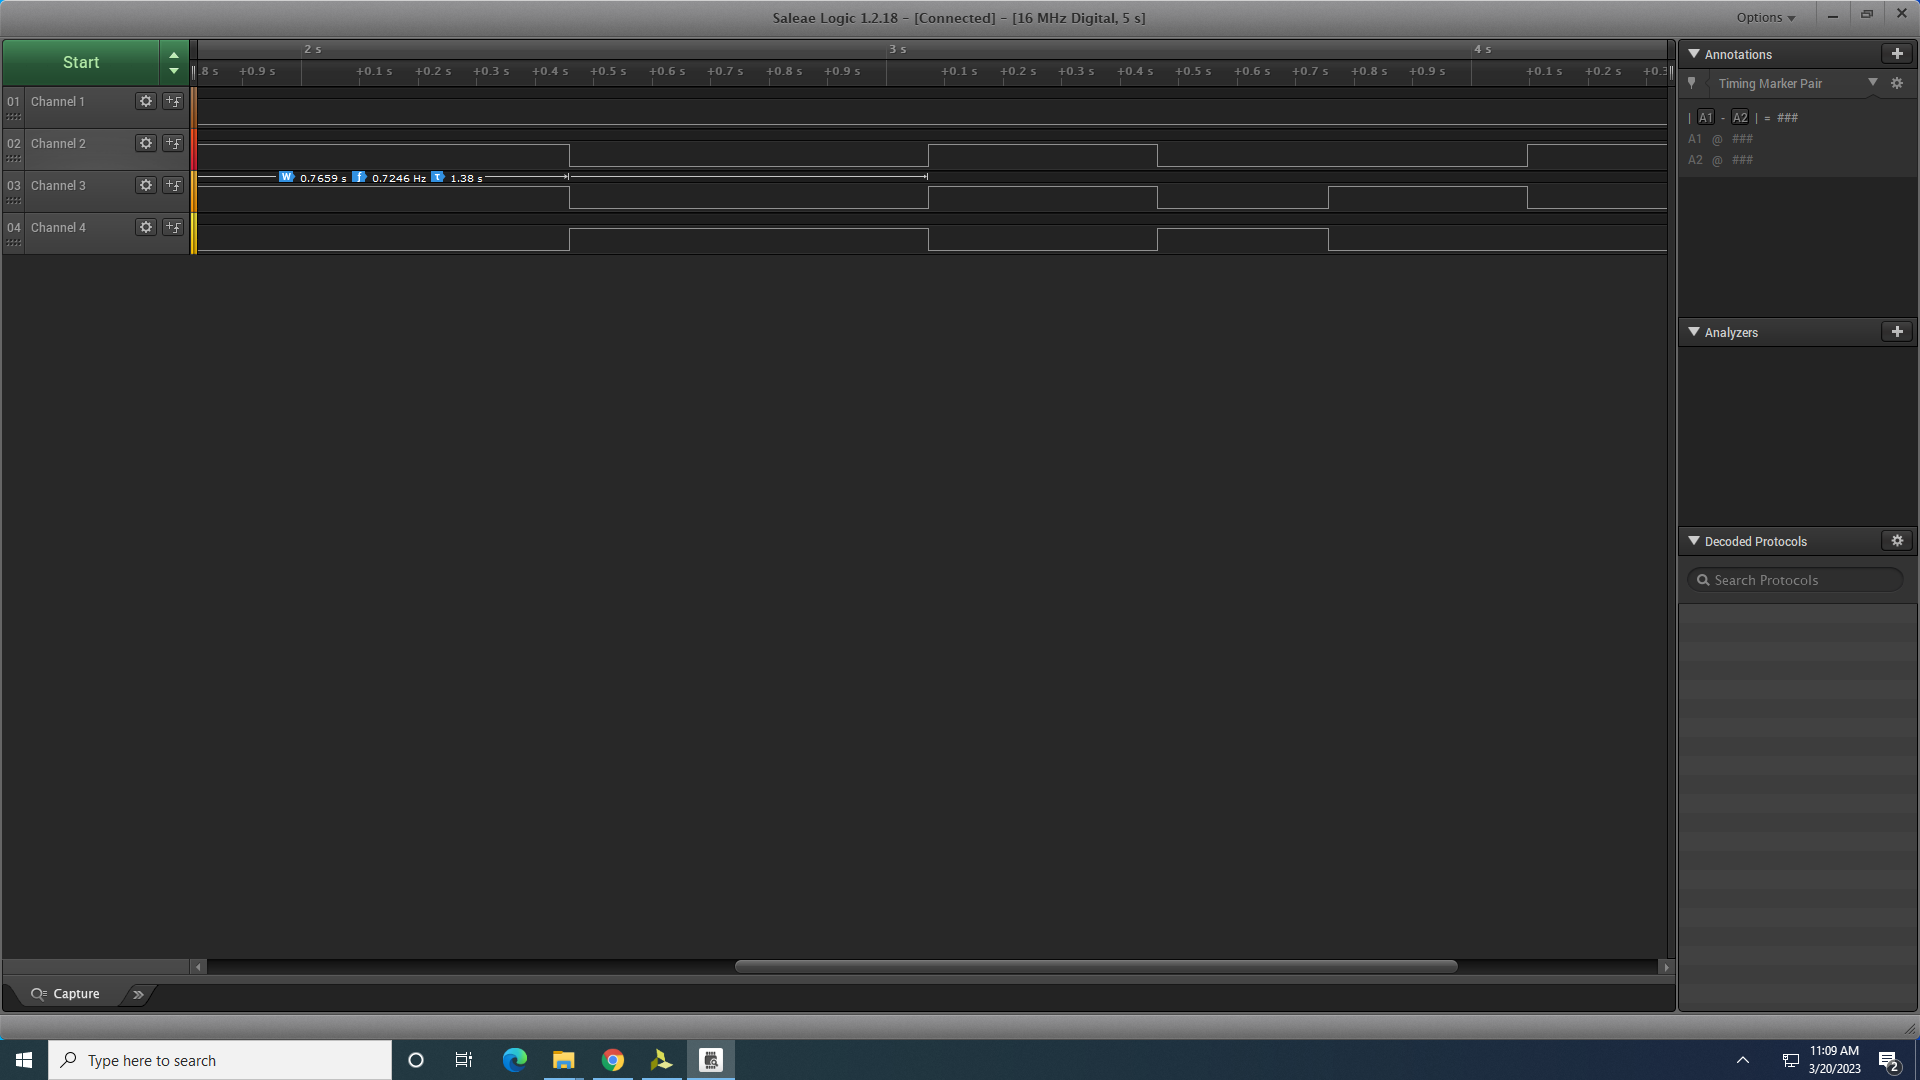 Saleae Logic 1.2.18 - [Connected] - [16 MHz Digital, 5 s]
Options
Start
2 s 3 s 4 s
.8 s +0.9 s +0.1 s +0.2 s +0.3 s +0.4 s +0.5 s +0.6 s +0.7 s +0.8 s +0.9 s +0.1 s +0.2 s +0.3 s +0.4 s +0.5 s +0.6 s +0.7 s +0.8 s +0.9 s +0.1 s +0.2 s +0.3
01 Channel 1
02 Channel 2
W 0.7659 s f 0.7246 Hz T 1.38 s
03 Channel 3
04 Channel 4
Annotations
Timing Marker Pair
| A1 - A2 | = ###
A1 @ ###
A2 @ ###
Analyzers
Decoded Protocols
Search Protocols
Capture
Type here to search
11:09 AM
3/20/2023
2